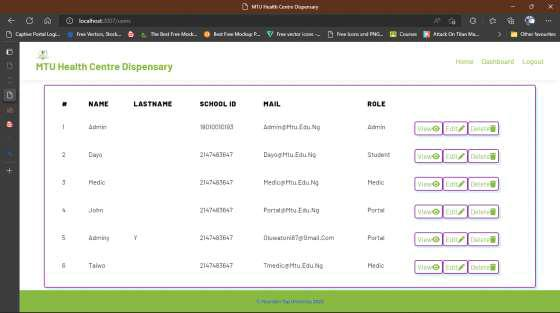 MTU Health Centre Dispensary
localhost:3007/users
Captive Portal Logi... Free Vectors, Stock... The Best Free Mock... Best Free Mockup P... Free vector icons -... Free Icons and PNG... Courses Attack On Titan Ma... Other favourites
MTU Health Centre Dispensary
Home Dashboard Logout
# NAME LASTNAME SCHOOL ID MAIL ROLE
1 Admin 18010010193 Admin@Mtu.Edu.Ng Admin View Edit Delete
2 Dayo 2147483647 Dayo@Mtu.Edu.Ng Student View Edit Delete
3 Medic 2147483647 Medic@Mtu.Edu.Ng Medic View Edit Delete
4 John 2147483647 Portal@Mtu.Edu.Ng Portal View Edit Delete
5 Adminy Y 2147483647 Oluwatoni87@Gmail.Com Portal View Edit Delete
6 Taiwo 2147483647 Tmedic@Mtu.Edu.Ng Medic View Edit Delete
© Mountain Top University 2022